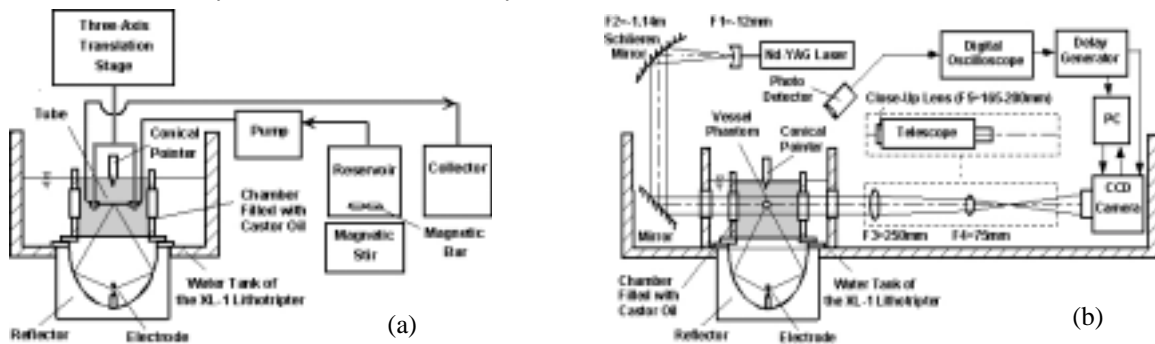 Three-Axis
Translation
Stage
Tube
Conical
Pointer
Pump
Reservoir
Collector
Chamber
Filled with
Castor Oil
Magnetic
Stir
Magnetic
Bar
Water Tank of
the XL-1 Lithotripter
Reflector
Electrode
(a)
F2=-1.14m
Schlieren
Mirror
F1=-12mm
Nd:YAG Laser
Photo
Detector
Digital
Oscilloscope
Delay
Generator
Close-Up Lens (F5=165-200mm)
Telescope
PC
Vessel
Phantom
Conical
Pointer
CCD
Camera
Mirror
F3=250mm
F4=75mm
Chamber
Filled with
Castor Oil
Water Tank of
the XL-1 Lithotripter
Reflector
Electrode
(b)